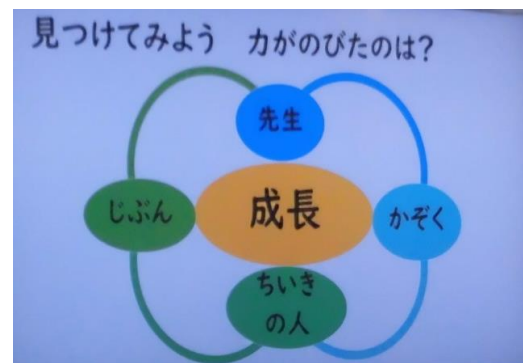 見つけてみよう 力がのびたのは?
先生
じぶん
成長
かぞく
ちいき
の人